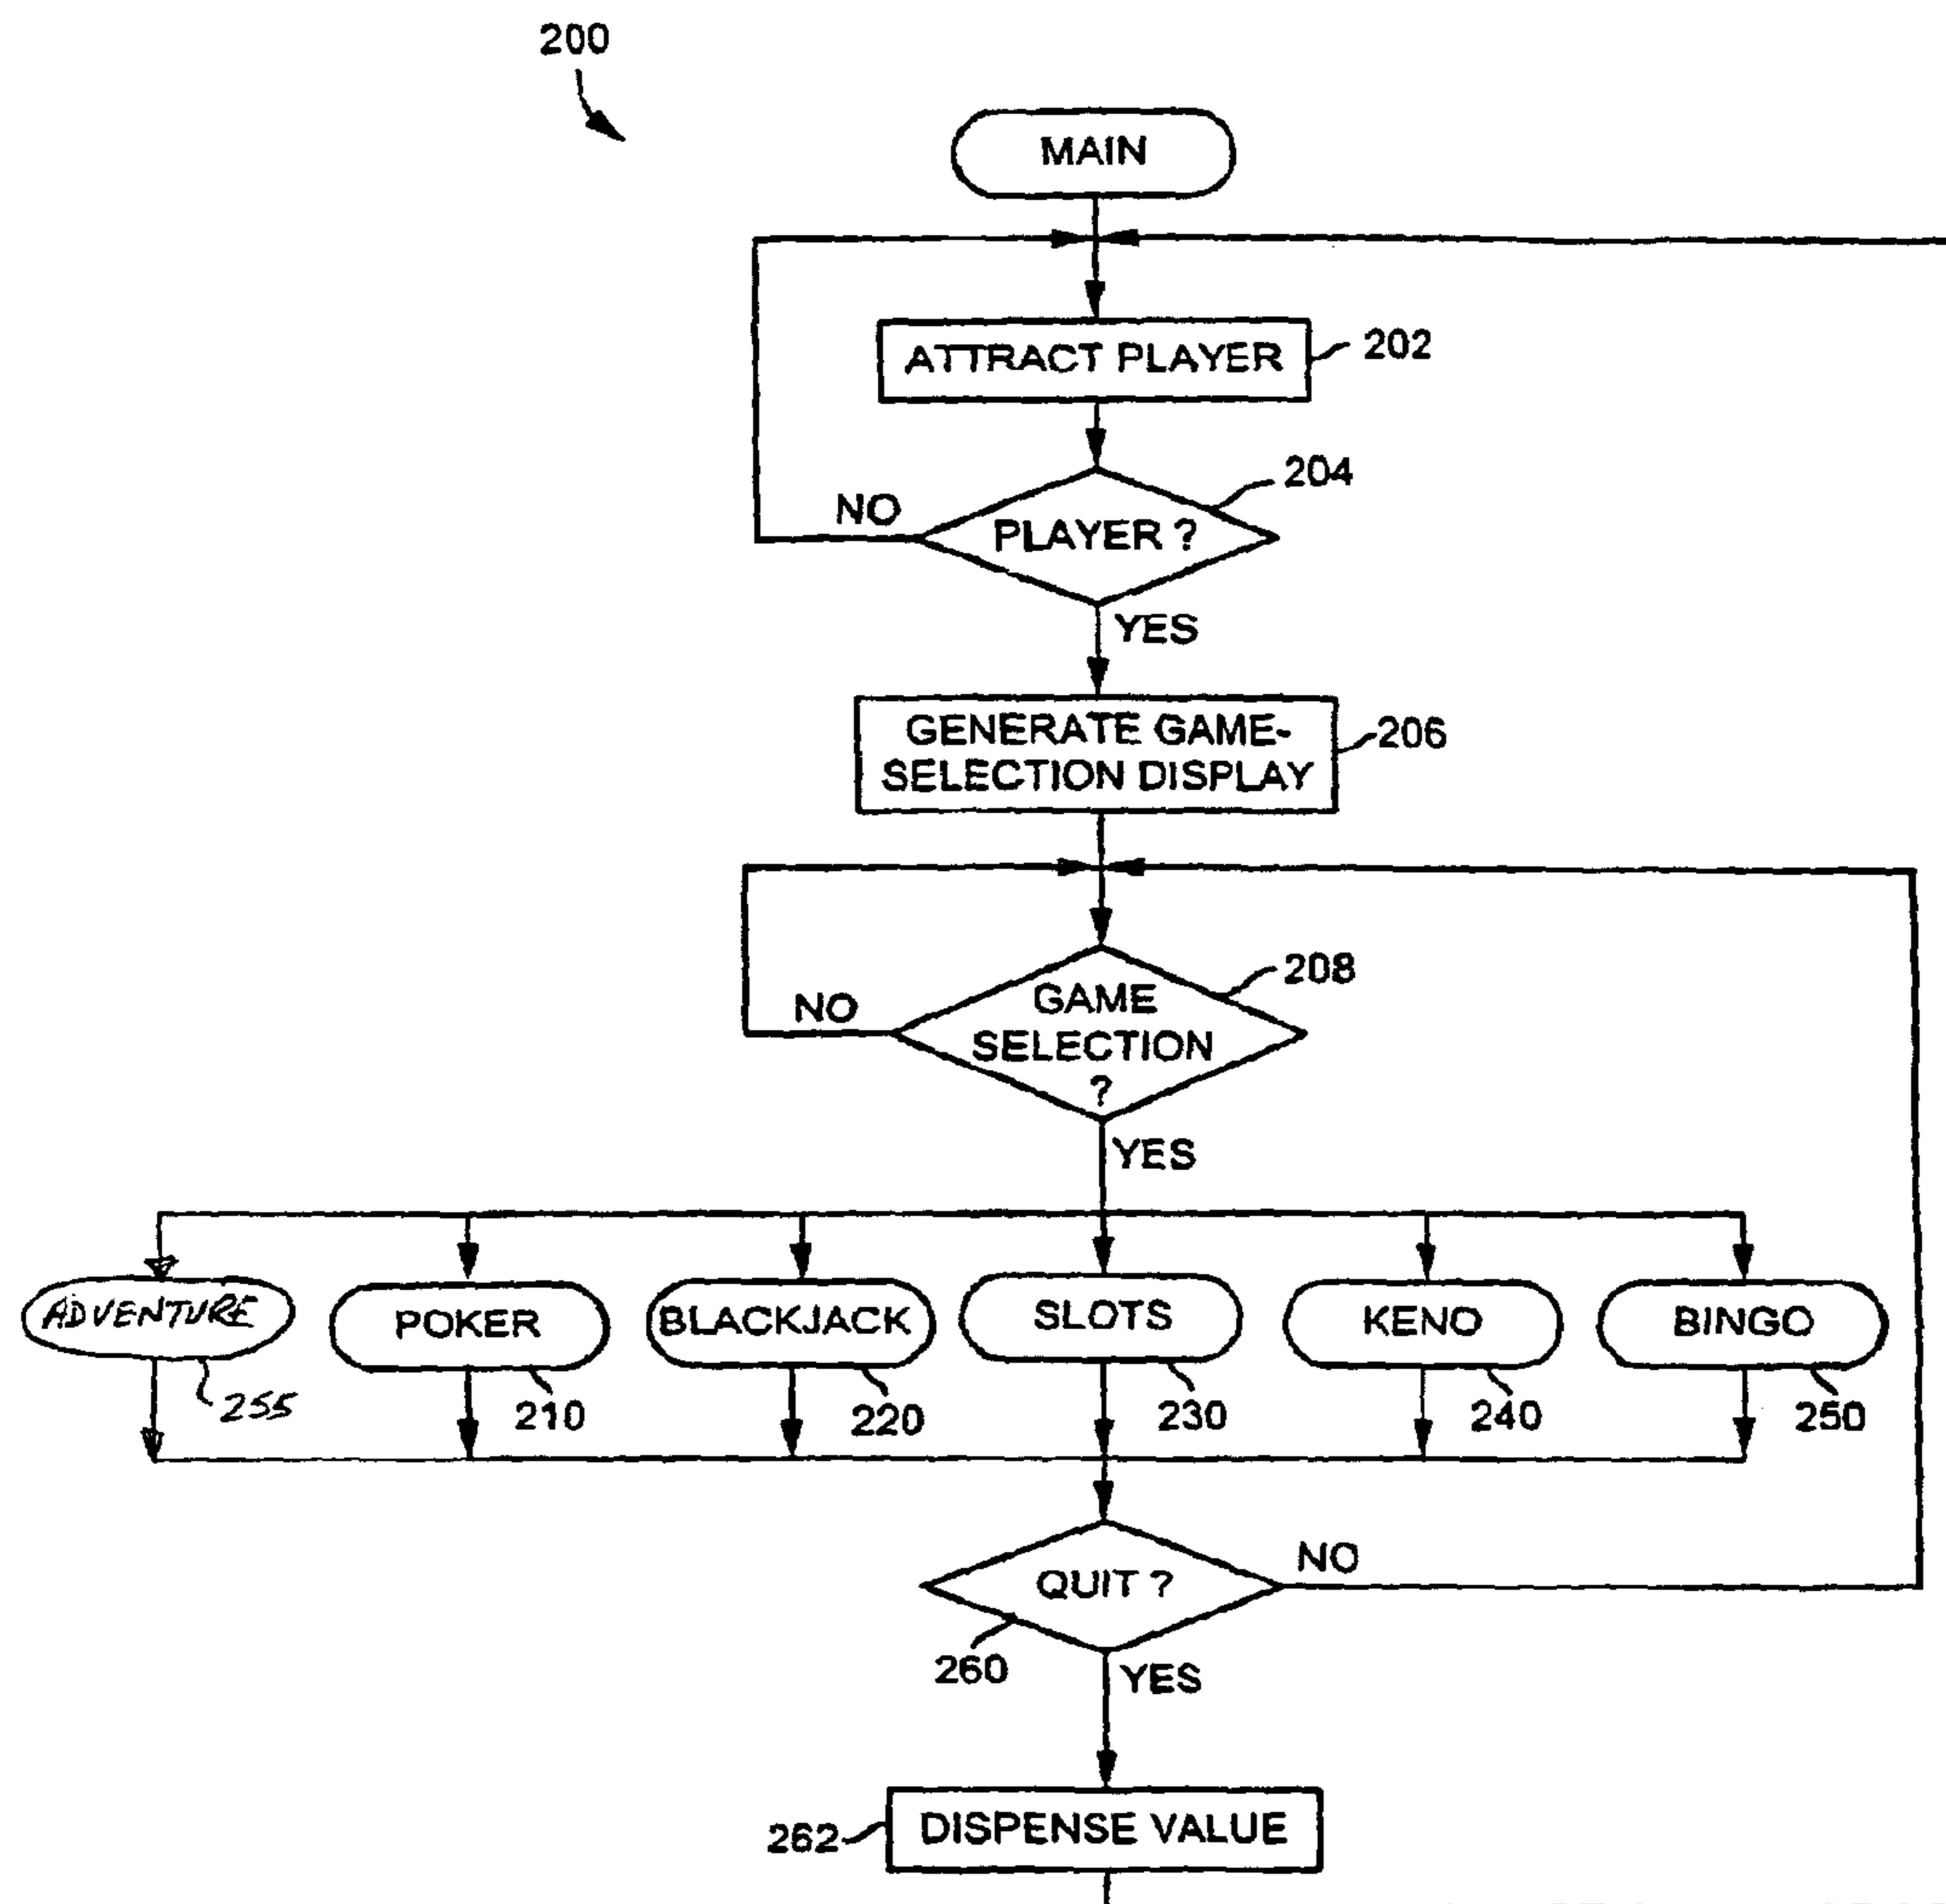 200
MAIN
ATTRACT PLAYER
202
204
NO
PLAYER ?
YES
GENERATE GAME-
SELECTION DISPLAY
206
208
NO
GAME
SELECTION
?
YES
ADVENTURE
POKER
BLACKJACK
SLOTS
KENO
BINGO
255
210
220
230
240
250
QUIT ?
NO
260
YES
DISPENSE VALUE
262